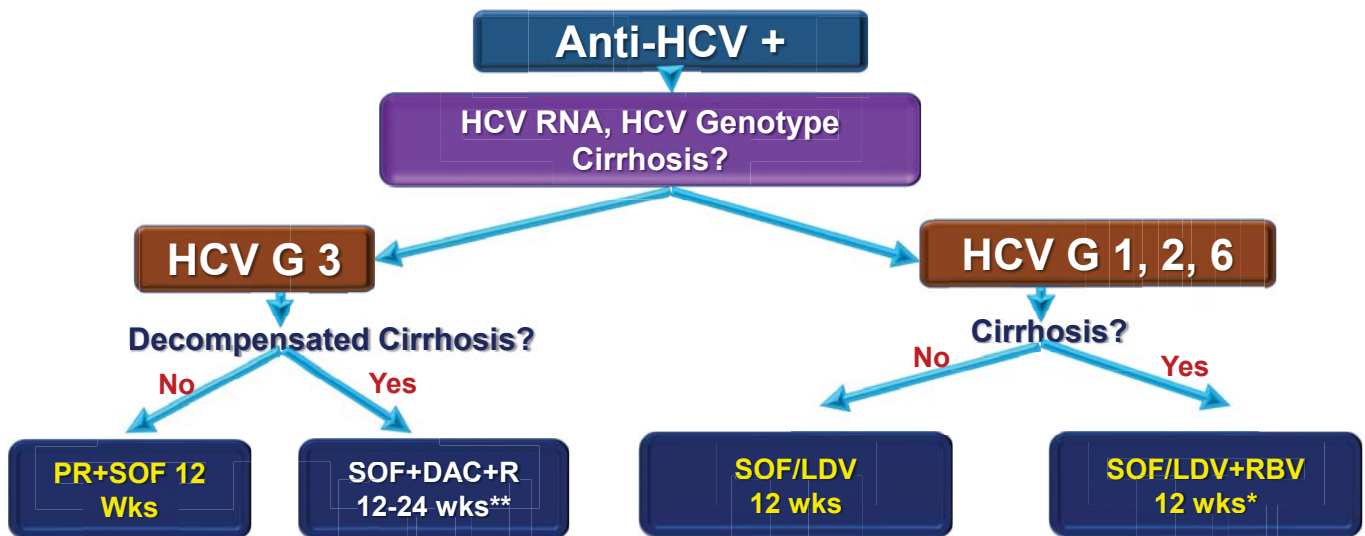 Anti-HCV +
HCV RNA, HCV Genotype
Cirrhosis?
HCV G 3
HCV G 1, 2, 6
Decompensated Cirrhosis?
Cirrhosis?
No
Yes
No
Yes
PR+SOF 12
Wks
SOF+DAC+R
12-24 wks**
SOF/LDV
12 wks
SOF/LDV+RBV
12 wks*